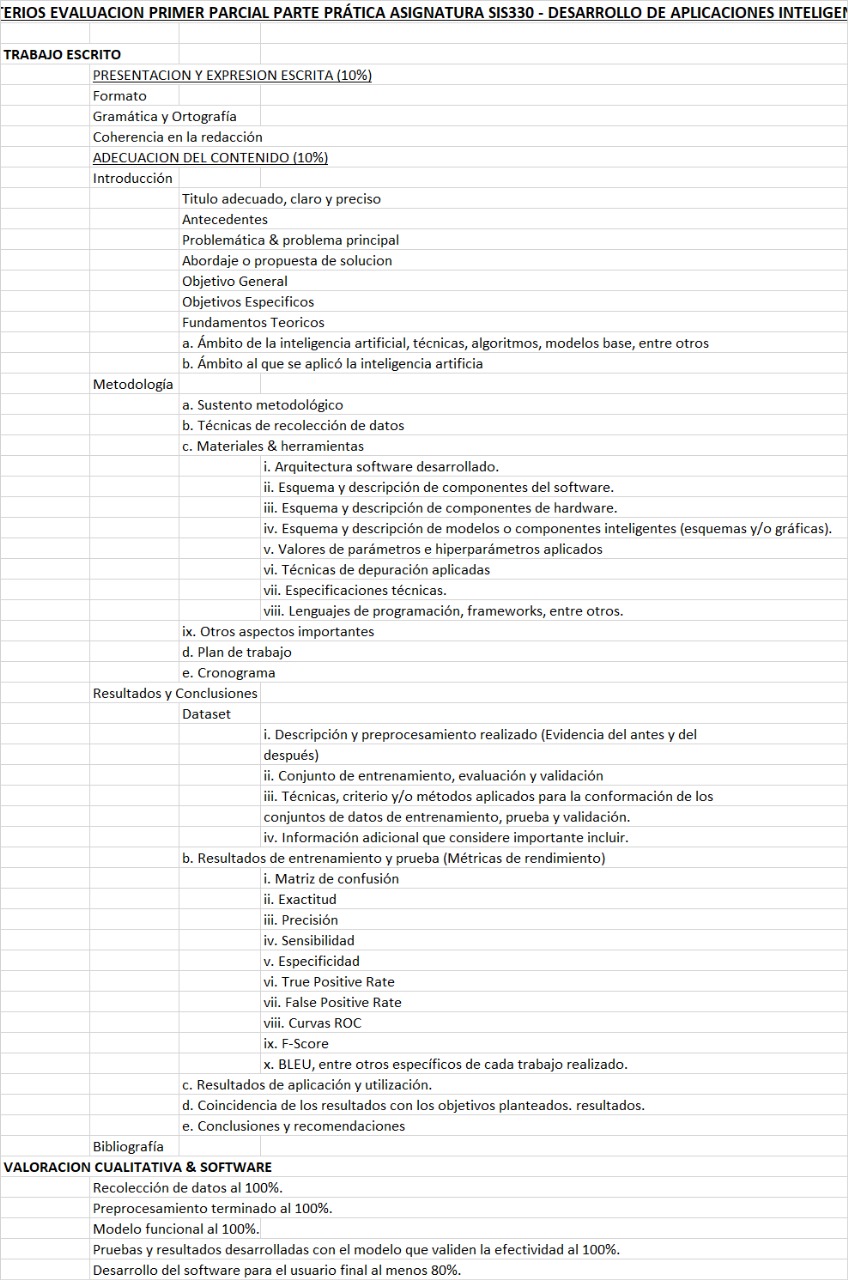 ERIOS EVALUACION PRIMER PARCIAL PARTE PRÁTICA ASIGNATURA SIS330 - DESARROLLO DE APLICACIONES INTELIGEN
TRABAJO ESCRITO
PRESENTACION Y EXPRESION ESCRITA (10%)
Formato
Gramática y Ortografía
Coherencia en la redacción
ADECUACION DEL CONTENIDO (10%)
Introducción
Titulo adecuado, claro y preciso
Antecedentes
Problemática & problema principal
Abordaje o propuesta de solucion
Objetivo General
Objetivos Especificos
Fundamentos Teoricos
a. Ámbito de la inteligencia artificial, técnicas, algoritmos, modelos base, entre otros
b. Ámbito al que se aplicó la inteligencia artificia
Metodología
a. Sustento metodológico
b. Técnicas de recolección de datos
c. Materiales & herramientas
i. Arquitectura software desarrollado.
ii. Esquema y descripción de componentes del software.
iii. Esquema y descripción de componentes de hardware.
iv. Esquema y descripción de modelos o componentes inteligentes (esquemas y/o gráficas).
v. Valores de parámetros e hiperparámetros aplicados
vi. Técnicas de depuración aplicadas
vii. Especificaciones técnicas.
viii. Lenguajes de programación, frameworks, entre otros.
ix. Otros aspectos importantes
d. Plan de trabajo
e. Cronograma
Resultados y Conclusiones
Dataset
i. Descripción y preprocesamiento realizado (Evidencia del antes y del
después)
ii. Conjunto de entrenamiento, evaluación y validación
iii. Técnicas, criterio y/o métodos aplicados para la conformación de los
conjuntos de datos de entrenamiento, prueba y validación.
iv. Información adicional que considere importante incluir.
b. Resultados de entrenamiento y prueba (Métricas de rendimiento)
i. Matriz de confusión
ii. Exactitud
iii. Precisión
iv. Sensibilidad
v. Especificidad
vi. True Positive Rate
vii. False Positive Rate
viii. Curvas ROC
ix. F-Score
x. BLEU, entre otros específicos de cada trabajo realizado.
c. Resultados de aplicación y utilización.
d. Coincidencia de los resultados con los objetivos planteados. resultados.
e. Conclusiones y recomendaciones
Bibliografía
VALORACION CUALITATIVA & SOFTWARE
Recolección de datos al 100%.
Preprocesamiento terminado al 100%.
Modelo funcional al 100%.
Pruebas y resultados desarrolladas con el modelo que validen la efectividad al 100%.
Desarrollo del software para el usuario final al menos 80%.